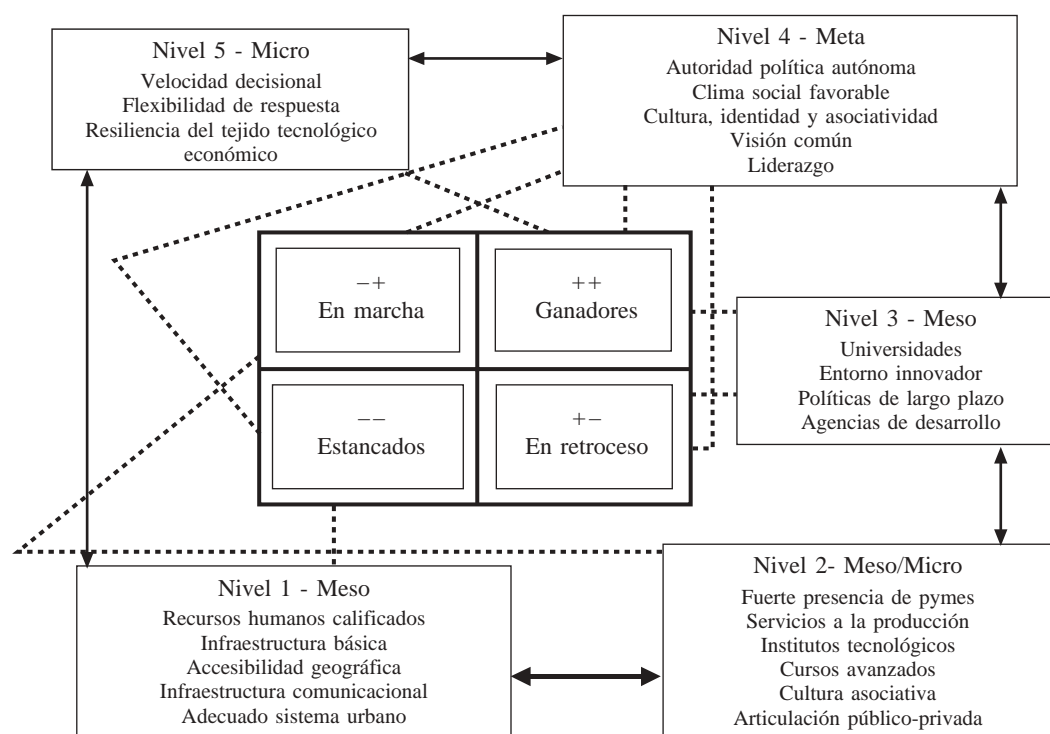 Nivel 5 - Micro
Velocidad decisional
Flexibilidad de respuesta
Resiliencia del tejido tecnológico
económico
Nivel 4 - Meta
Autoridad política autónoma
Clima social favorable
Cultura, identidad y asociatividad
Visión común
Liderazgo
−+
En marcha
++
Ganadores
−−
Estancados
+−
En retroceso
Nivel 3 - Meso
Universidades
Entorno innovador
Políticas de largo plazo
Agencias de desarrollo
Nivel 1 - Meso
Recursos humanos calificados
Infraestructura básica
Accesibilidad geográfica
Infraestructura comunicacional
Adecuado sistema urbano
Nivel 2- Meso/Micro
Fuerte presencia de pymes
Servicios a la producción
Institutos tecnológicos
Cursos avanzados
Cultura asociativa
Articulación público-privada